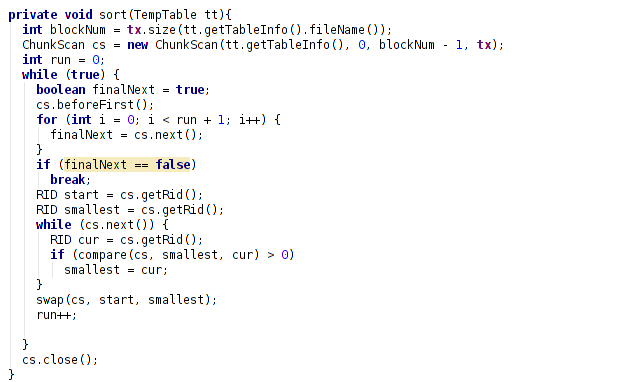 private void sort(TempTable tt){
  int blockNum = tx.size(tt.getTableInfo().fileName());
  ChunkScan cs = new ChunkScan(tt.getTableInfo(), 0, blockNum - 1, tx);
  int run = 0;
  while (true) {
    boolean finalNext = true;
    cs.beforeFirst();
    for (int i = 0; i < run + 1; i++) {
      finalNext = cs.next();
    }
    if (finalNext == false)
      break;
    RID start = cs.getRid();
    RID smallest = cs.getRid();
    while (cs.next()) {
      RID cur = cs.getRid();
      if (compare(cs, smallest, cur) > 0)
        smallest = cur;
    }
    swap(cs, start, smallest);
    run++;

  }
  cs.close();
}